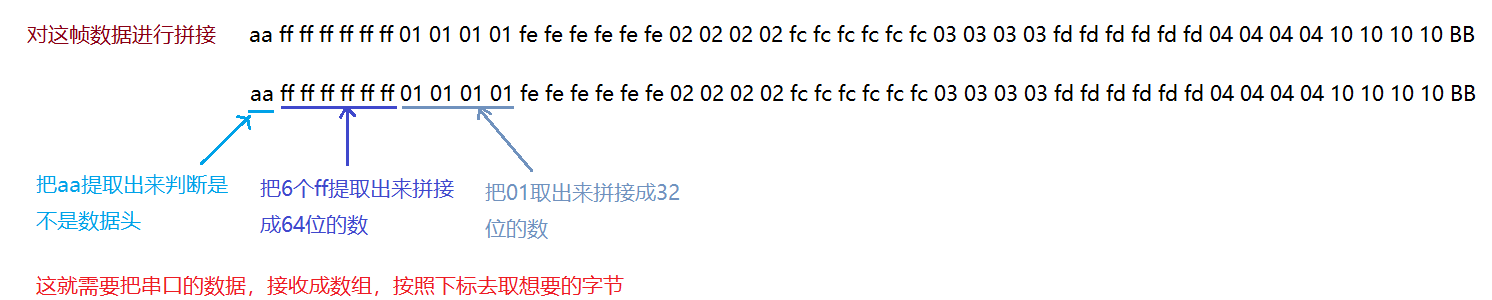 对这帧数据进行拼接 aa ff ff ff ff ff ff 01 01 01 01 fe fe fe fe fe fe 02 02 02 02 fc fc fc fc fc fc 03 03 03 03 fd fd fd fd fd fd 04 04 04 04 10 10 10 10 BB
aa ff ff ff ff ff ff 01 01 01 01 fe fe fe fe fe fe 02 02 02 02 fc fc fc fc fc fc 03 03 03 03 fd fd fd fd fd fd 04 04 04 04 10 10 10 10 BB
把aa提取出来判断是
不是数据头
把6个ff提取出来拼接
成64位的数
把01取出来拼接成32
位的数
这就需要把串口的数据，接收成数组，按照下标去取想要的字节